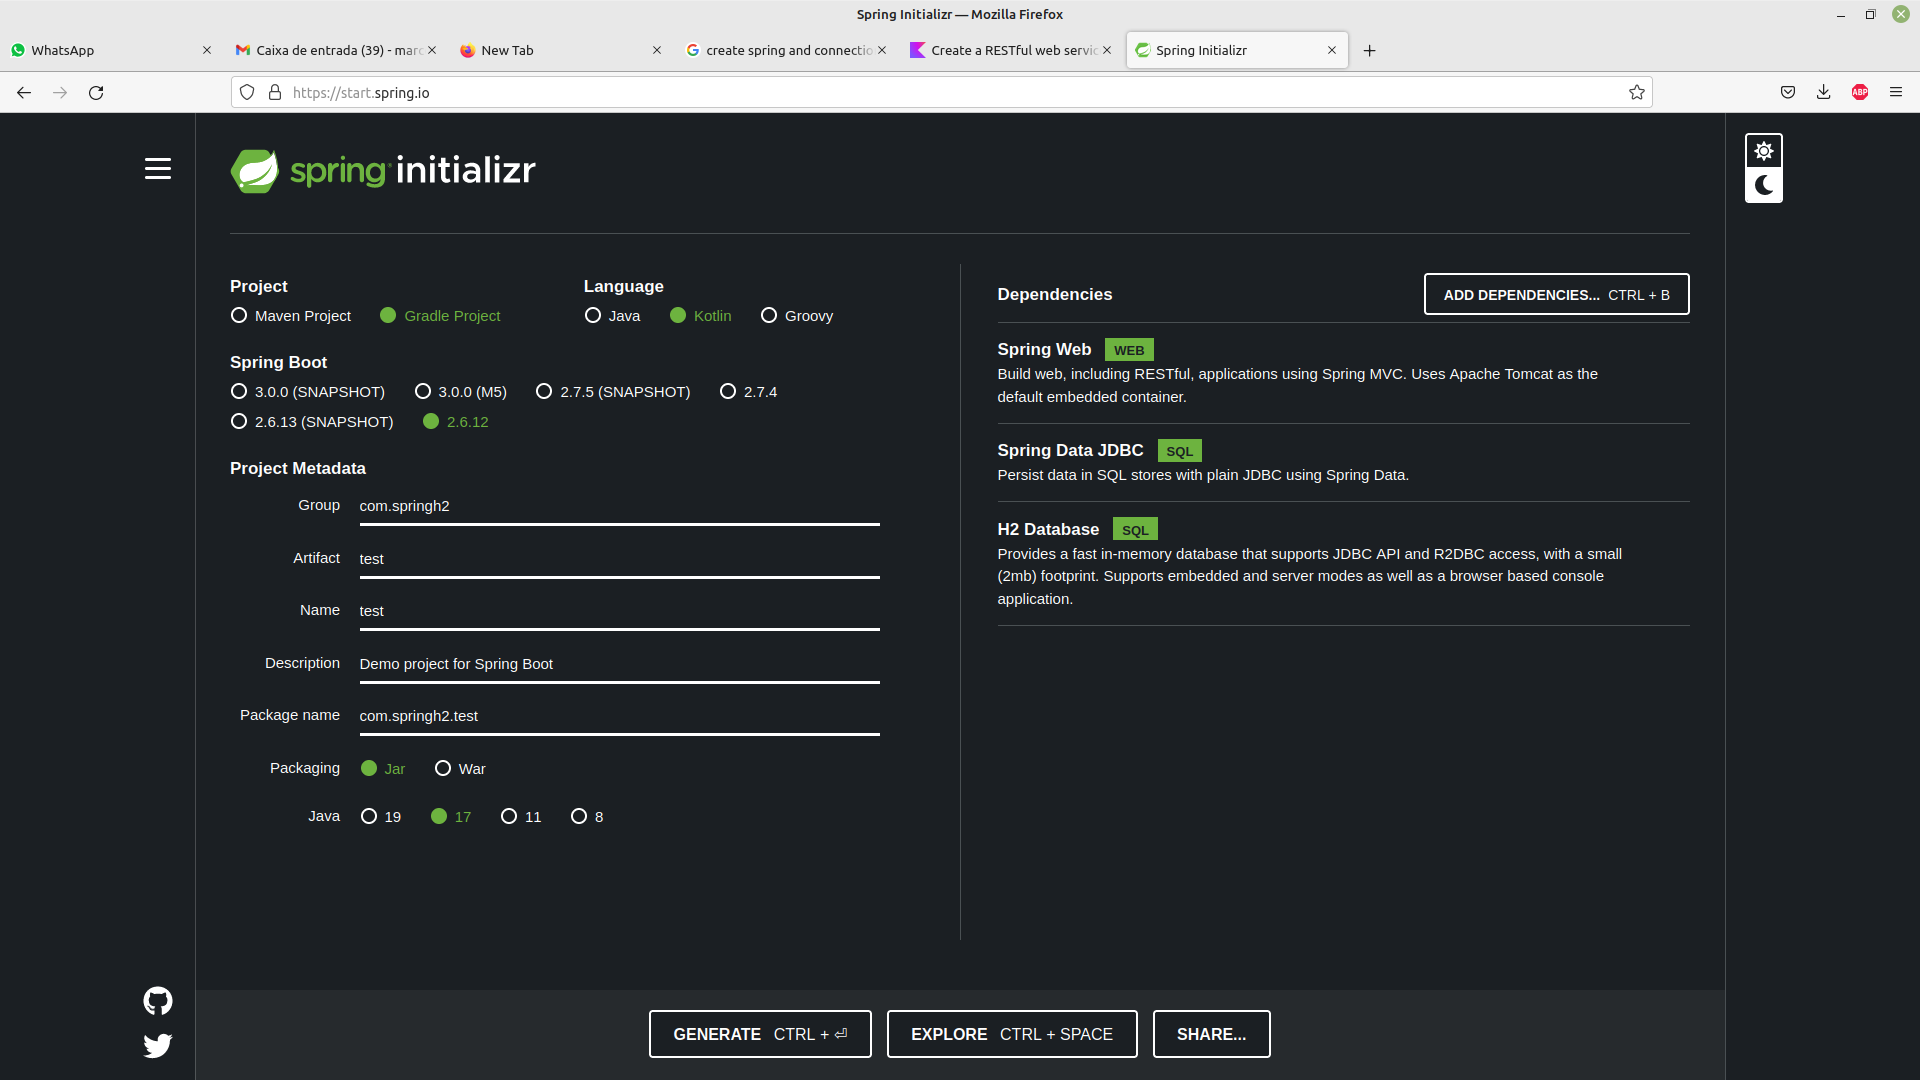 Spring Initializr — Mozilla Firefox
WhatsApp
Caixa de entrada (39) - marc
New Tab
create spring and connectio
Create a RESTful web servic
Spring Initializr
https://start.spring.io
ABP
spring initializr
Project
Maven Project
Gradle Project
Language
Java
Kotlin
Groovy
Spring Boot
3.0.0 (SNAPSHOT)
3.0.0 (M5)
2.7.5 (SNAPSHOT)
2.7.4
2.6.13 (SNAPSHOT)
2.6.12
Project Metadata
Group com.springh2
Artifact test
Name test
Description Demo project for Spring Boot
Package name com.springh2.test
Packaging Jar War
Java 19 17 11 8
Dependencies
ADD DEPENDENCIES... CTRL + B
Spring Web WEB
Build web, including RESTful, applications using Spring MVC. Uses Apache Tomcat as the
default embedded container.
Spring Data JDBC SQL
Persist data in SQL stores with plain JDBC using Spring Data.
H2 Database SQL
Provides a fast in-memory database that supports JDBC API and R2DBC access, with a small
(2mb) footprint. Supports embedded and server modes as well as a browser based console
application.
GENERATE CTRL + ⏎
EXPLORE CTRL + SPACE
SHARE...